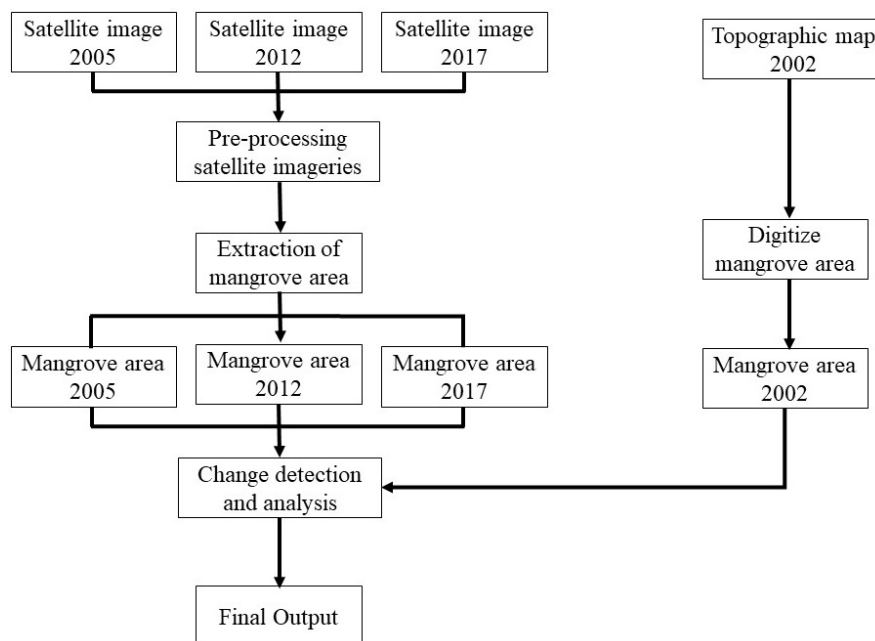 Satellite image
2005
Satellite image
2012
Satellite image
2017
Topographic map
2002
Pre-processing
satellite imageries
Extraction of
mangrove area
Digitize
mangrove area
Mangrove area
2005
Mangrove area
2012
Mangrove area
2017
Mangrove area
2002
Change detection
and analysis
Final Output